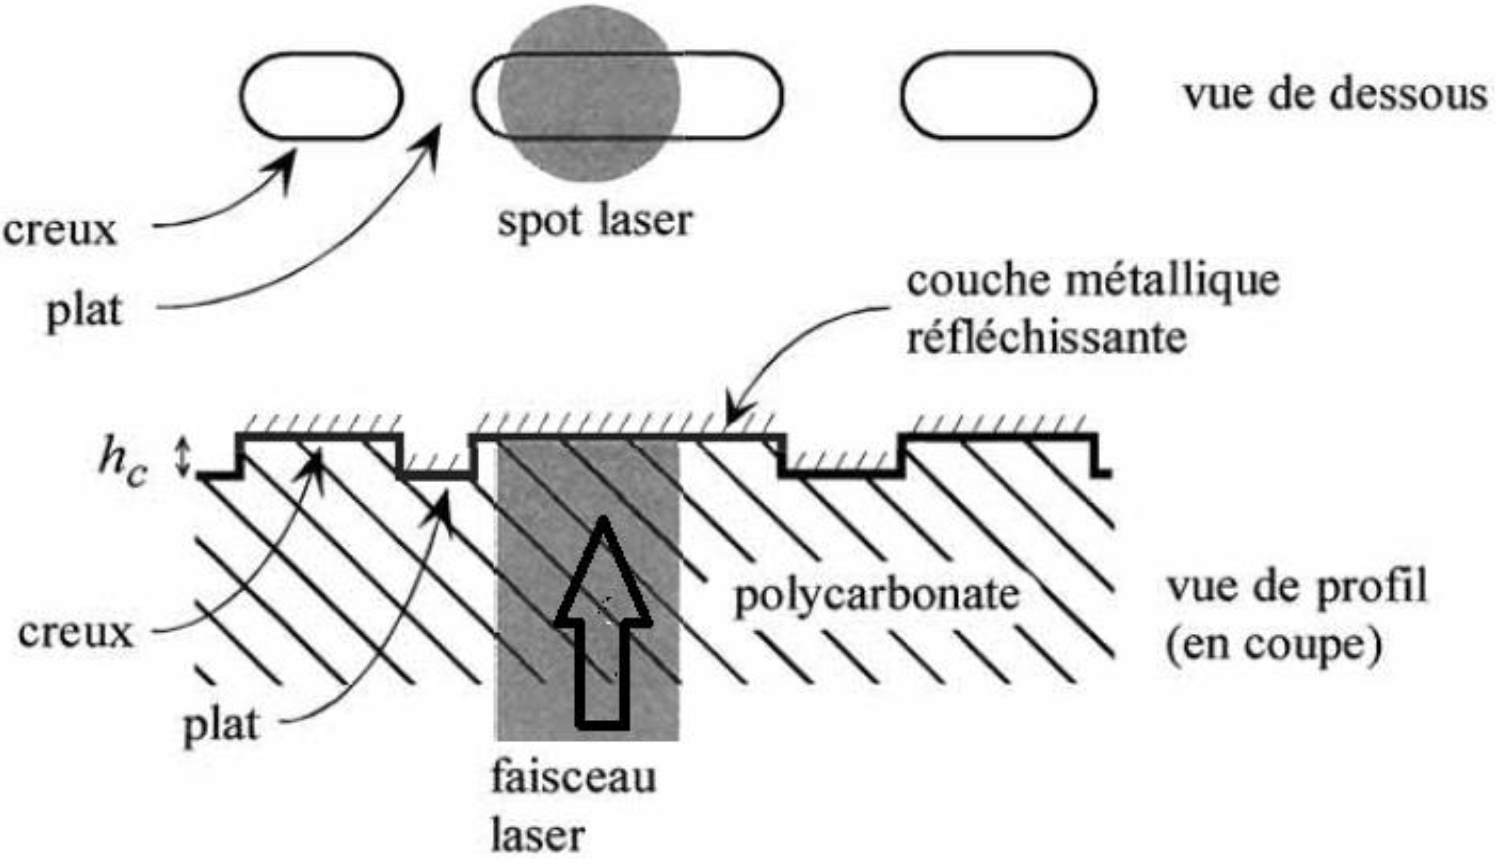 vue de dessous
spot laser
creux
plat
couche métallique
réfléchissante
h_c
polycarbonate
vue de profil
(en coupe)
creux
plat
faisceau
laser